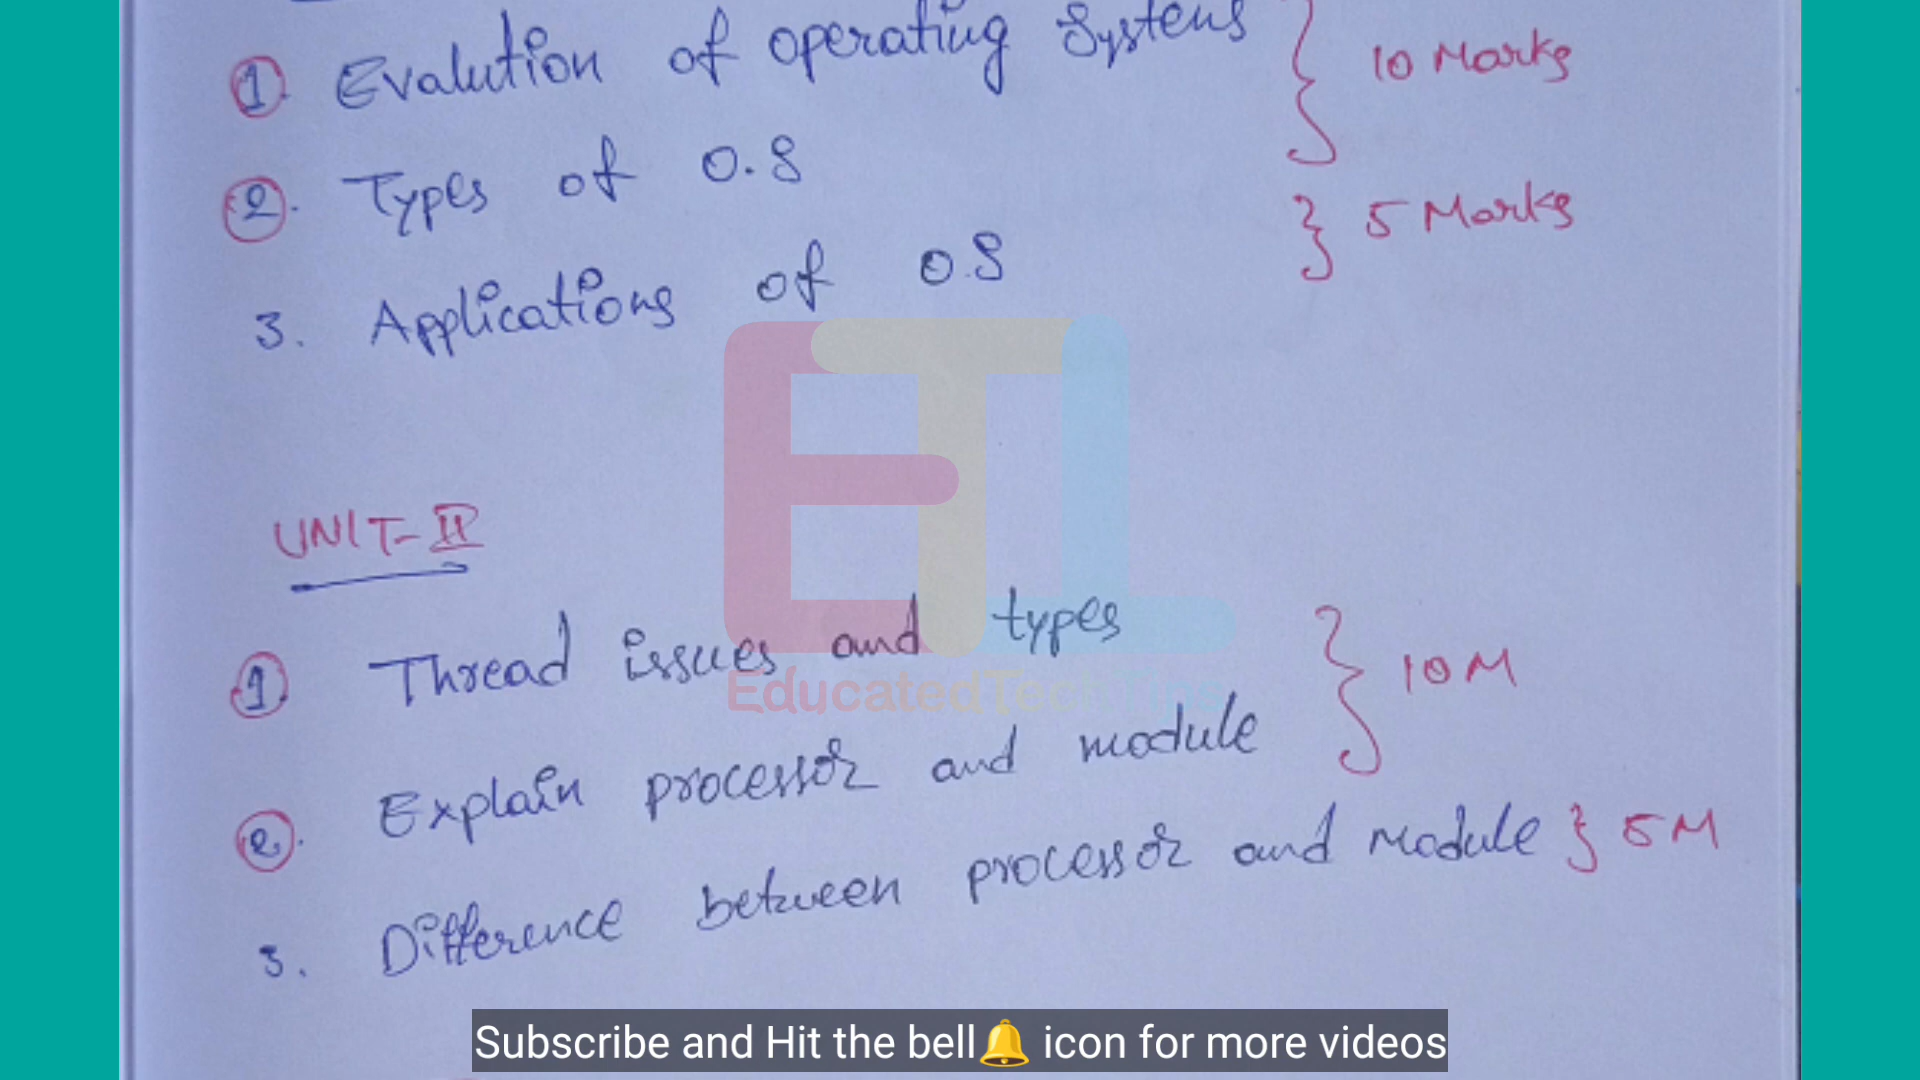 1. Evalution of operating Systems } 10 Marks
2. Types of O.S
} 5 Marks
3. Applications of O.S
UNIT-II
1) Thread issues and types } 10M
2. Explain processor and module
3. Difference between processor and Module } 5M
ETL
EducatedTechTips
Subscribe and Hit the bell🔔 icon for more videos